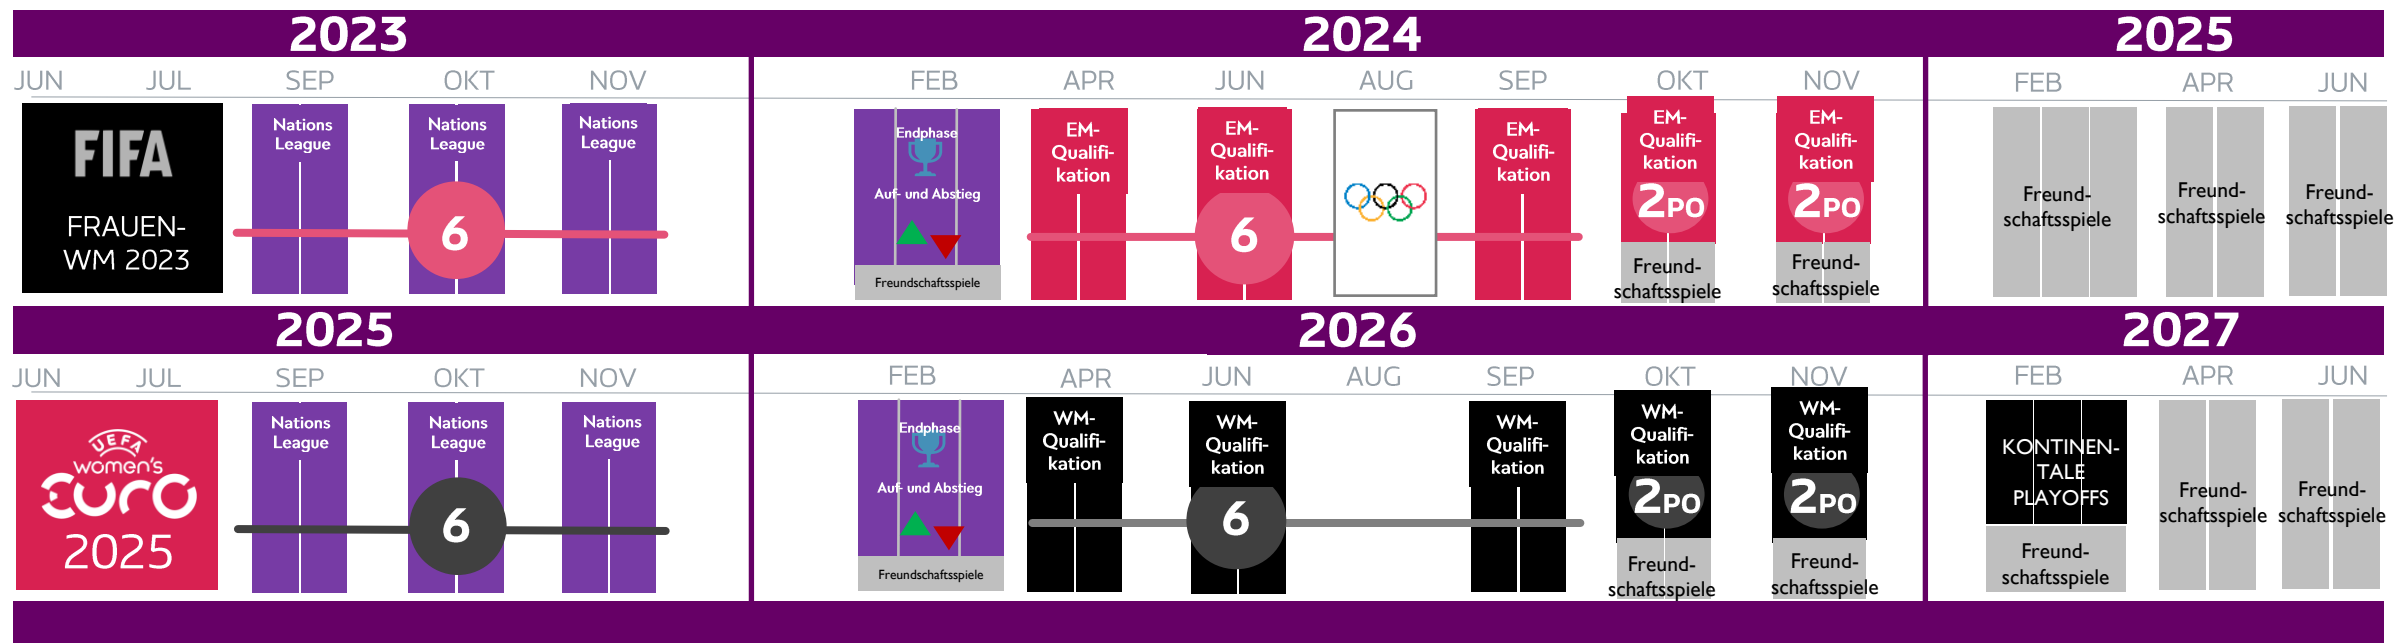 2023 2024 2025
JUN JUL SEP OKT NOV FEB APR JUN AUG SEP OKT NOV FEB APR JUN
FIFA
FRAUEN-
WM 2023
Nations
League
Nations
League
6
Nations
League
Endphase
Auf- und Abstieg
Freundschaftsspiele
EM-
Qualifi-
kation
EM-
Qualifi-
kation
6
EM-
Qualifi-
kation
EM-
Qualifi-
kation
2PO
Freund-
schaftsspiele
EM-
Qualifi-
kation
2PO
Freund-
schaftsspiele
Freund-
schaftsspiele
Freund-
schaftsspiele
Freund-
schaftsspiele
2025 2026 2027
JUN JUL SEP OKT NOV FEB APR JUN AUG SEP OKT NOV FEB APR JUN
UEFA
women's
EURO
2025
Nations
League
Nations
League
6
Nations
League
Endphase
Auf- und Abstieg
Freundschaftsspiele
WM-
Qualifi-
kation
WM-
Qualifi-
kation
6
WM-
Qualifi-
kation
WM-
Qualifi-
kation
2PO
Freund-
schaftsspiele
WM-
Qualifi-
kation
2PO
Freund-
schaftsspiele
KONTINEN-
TALE
PLAYOFFS
Freund-
schaftsspiele
Freund-
schaftsspiele
Freund-
schaftsspiele